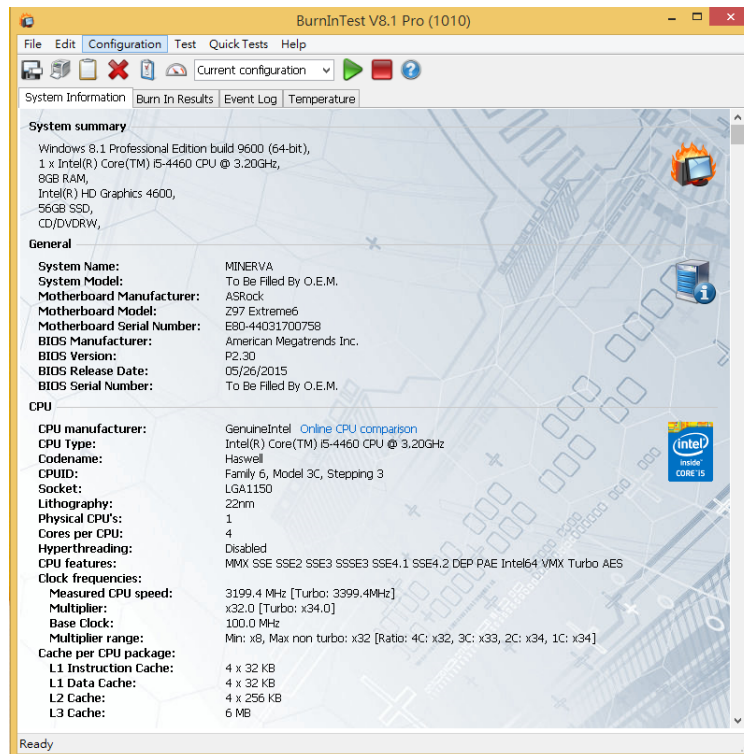 BurnInTest V8.1 Pro (1010)
File Edit Configuration Test Quick Tests Help
Current configuration
System Information Burn In Results Event Log Temperature
System summary
Windows 8.1 Professional Edition build 9600 (64-bit),
1 x Intel(R) Core(TM) i5-4460 CPU @ 3.20GHz,
8GB RAM,
Intel(R) HD Graphics 4600,
56GB SSD,
CD/DVDRW,
General
System Name: MINERVA
System Model: To Be Filled By O.E.M.
Motherboard Manufacturer: ASRock
Motherboard Model: Z97 Extreme6
Motherboard Serial Number: E80-44031700758
BIOS Manufacturer: American Megatrends Inc.
BIOS Version: P2.30
BIOS Release Date: 05/26/2015
BIOS Serial Number: To Be Filled By O.E.M.
CPU
CPU manufacturer: GenuineIntel Online CPU comparison
CPU Type: Intel(R) Core(TM) i5-4460 CPU @ 3.20GHz
Codename: Haswell
CPUID: Family 6, Model 3C, Stepping 3
Socket: LGA1150
Lithography: 22nm
Physical CPU's: 1
Cores per CPU: 4
Hyperthreading: Disabled
CPU features: MMX SSE SSE2 SSE3 SSSE3 SSE4.1 SSE4.2 DEP PAE Intel64 VMX Turbo AES
Clock frequencies:
Measured CPU speed: 3199.4 MHz [Turbo: 3399.4MHz]
Multiplier: x32.0 [Turbo: x34.0]
Base Clock: 100.0 MHz
Multiplier range: Min: x8, Max non turbo: x32 [Ratio: 4C: x32, 3C: x33, 2C: x34, 1C: x34]
Cache per CPU package:
L1 Instruction Cache: 4 x 32 KB
L1 Data Cache: 4 x 32 KB
L2 Cache: 4 x 256 KB
L3 Cache: 6 MB
intel
inside
CORE i5
Ready